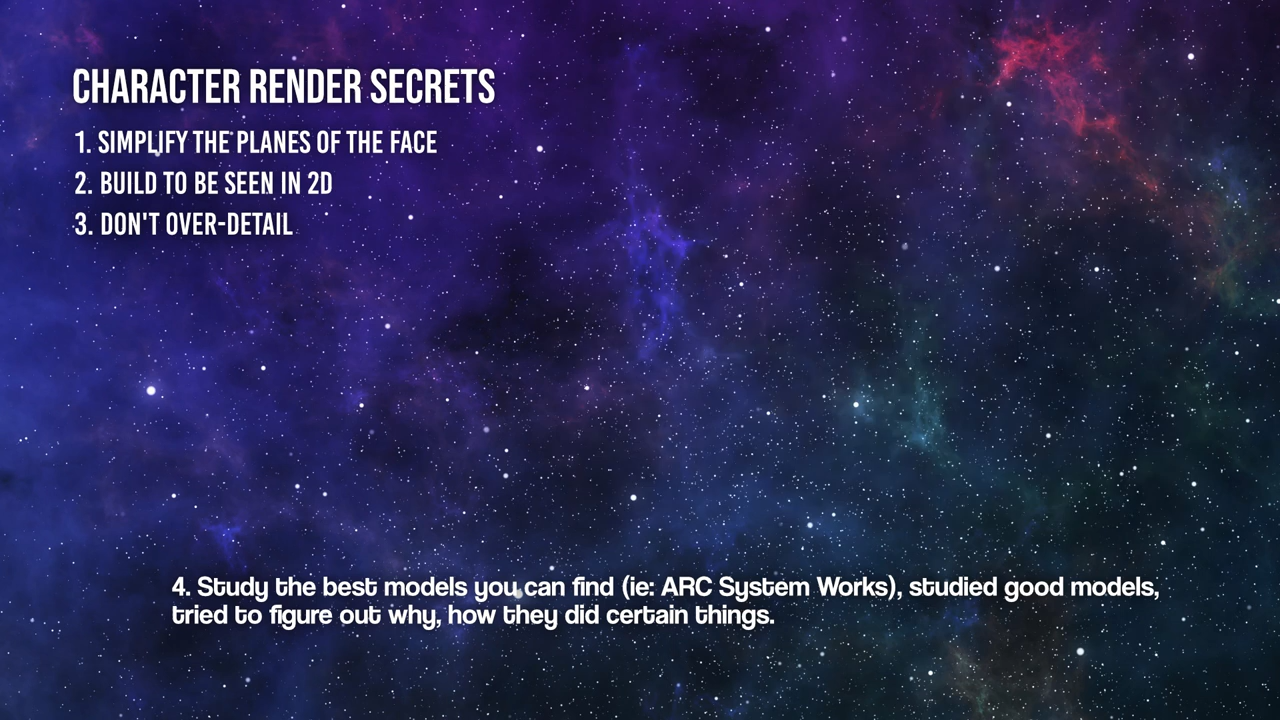 CHARACTER RENDER SECRETS
1. SIMPLIFY THE PLANES OF THE FACE
2. BUILD TO BE SEEN IN 2D
3. DON'T OVER-DETAIL
4. Study the best models you can find (ie: ARC System Works), studied good models,
tried to figure out why, how they did certain things.